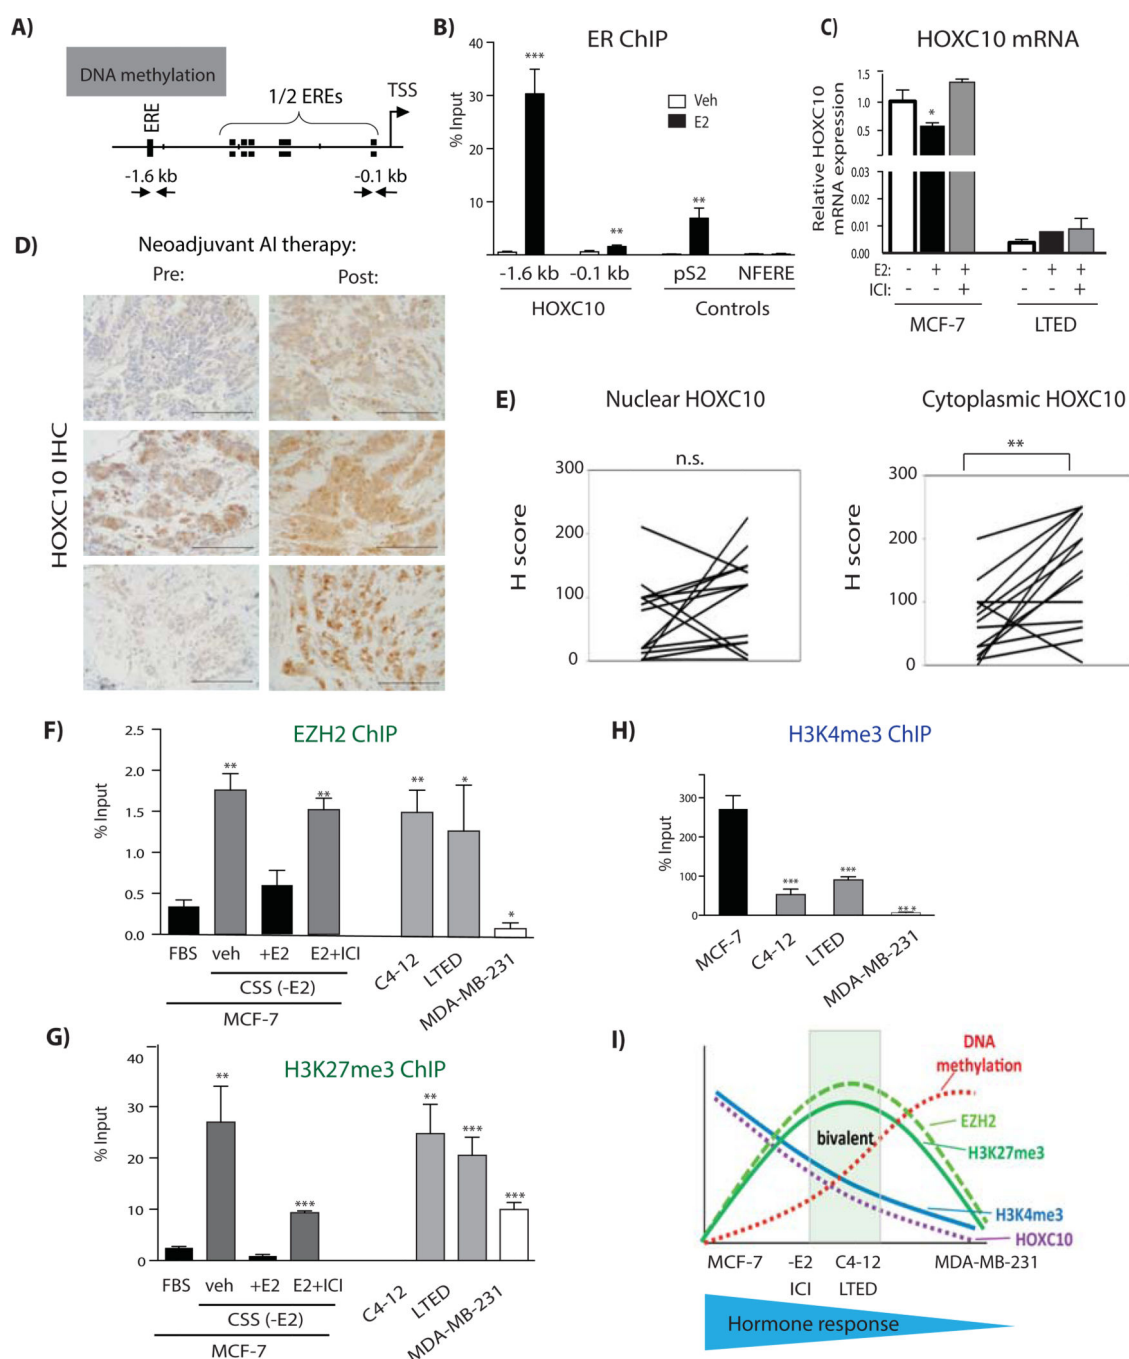 A)
DNA methylation
ERE
1/2 EREs
TSS
-1.6 kb
-0.1 kb
B)
ER ChIP
% Input
40
30
20
10
***
**
**
Veh
E2
-1.6 kb
-0.1 kb
pS2
NFERE
HOXC10
Controls
C)
HOXC10 mRNA
Relative HOXC10
mRNA expression
1.5
1.0
0.5
0.03
0.01
0.00
*
E2: - + + - + +
ICI: - - + - - +
MCF-7
LTED
D)
Neoadjuvant AI therapy:
Pre:
Post:
HOXC10 IHC
E)
Nuclear HOXC10
n.s.
H score
300
200
100
0
Cytoplasmic HOXC10
**
H score
300
200
100
0
F)
EZH2 ChIP
% Input
2.5
2.0
1.5
1.0
0.5
0.0
**
**
**
*
*
FBS
veh
+E2
E2+ICI
CSS (-E2)
MCF-7
C4-12
LTED
MDA-MB-231
G)
H3K27me3 ChIP
% Input
40
30
20
10
0
**
***
**
***
***
FBS
veh
+E2
E2+ICI
CSS (-E2)
MCF-7
C4-12
LTED
MDA-MB-231
H)
H3K4me3 ChIP
% Input
300
200
100
0
***
***
***
MCF-7
C4-12
LTED
MDA-MB-231
I)
DNA
methylation
EZH2
bivalent
H3K27me3
H3K4me3
HOXC10
MCF-7
-E2
ICI
C4-12
LTED
MDA-MB-231
Hormone response